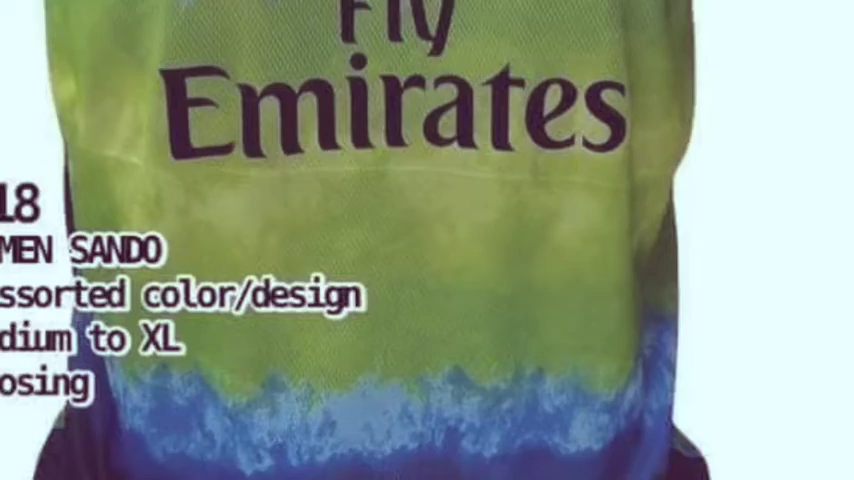 Fly
Emirates
18
MEN SANDO
ssorted color/design
dium to XL
osing